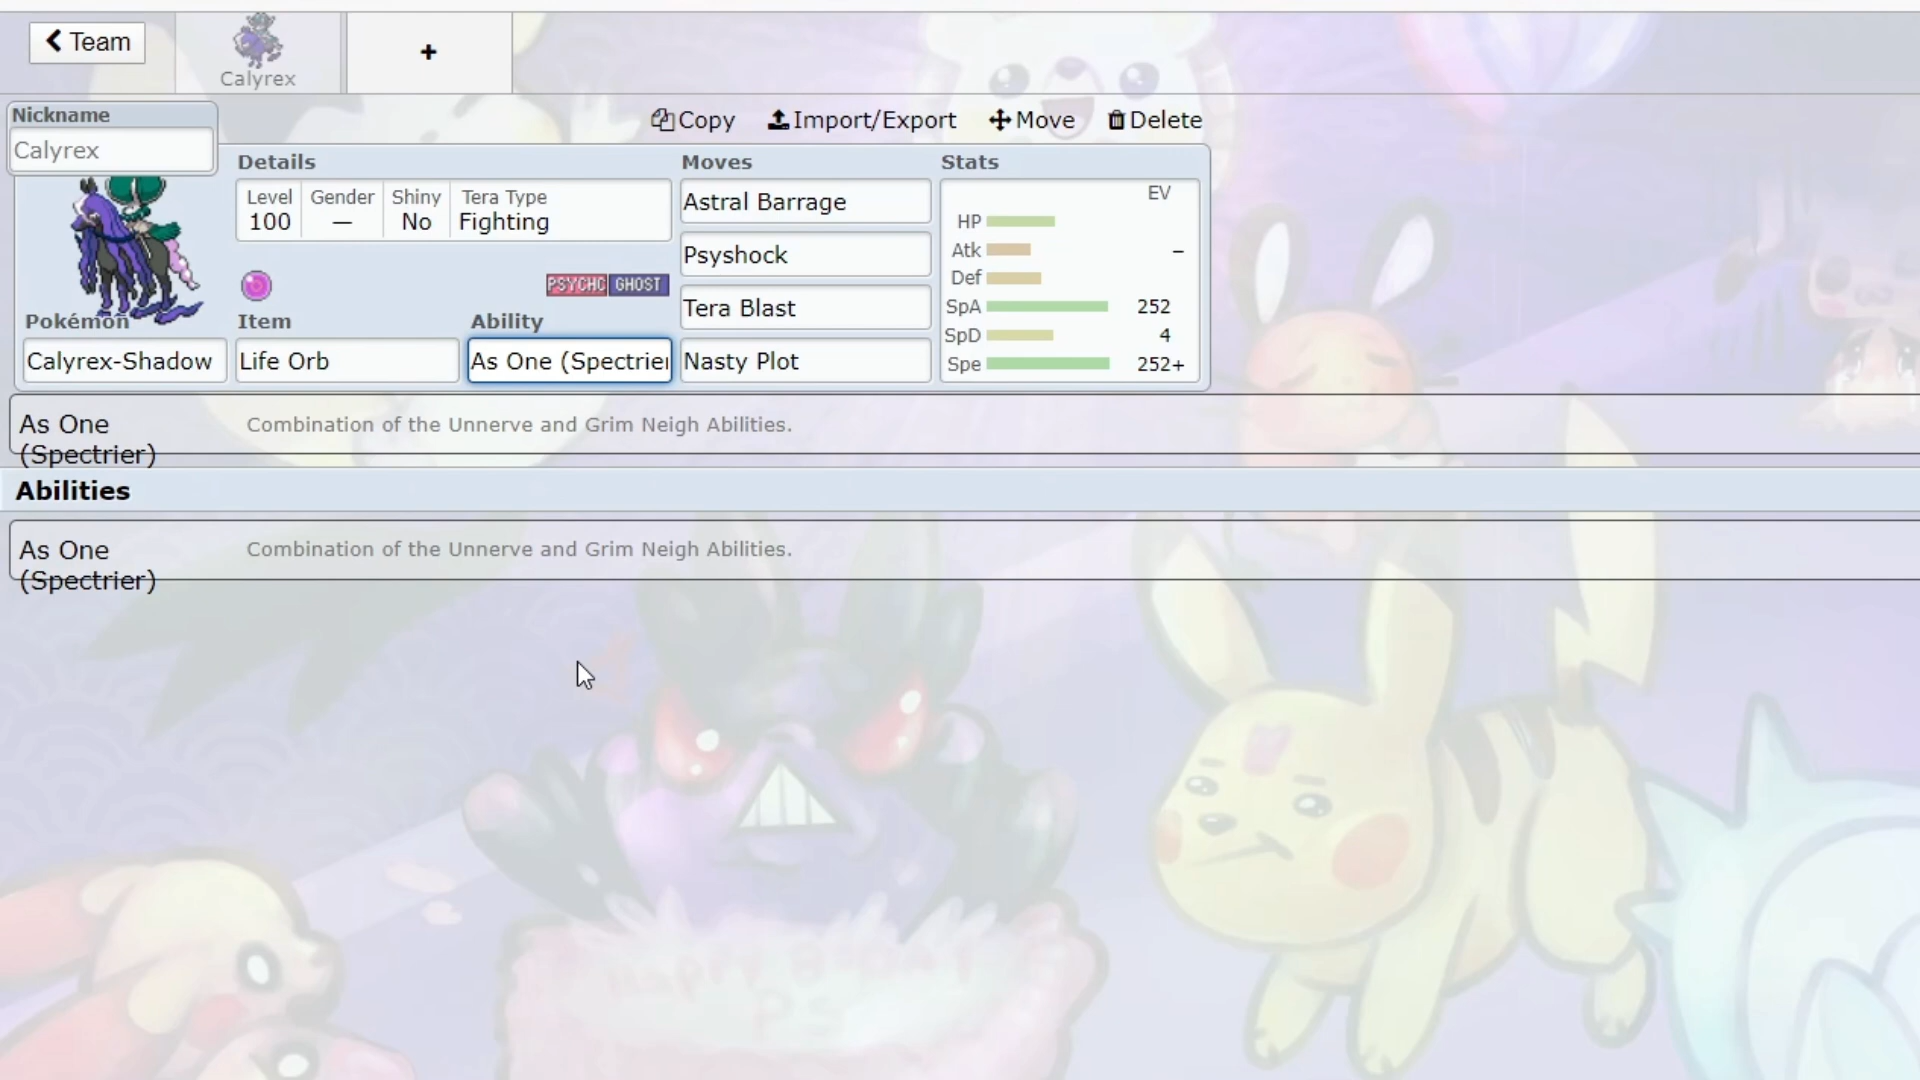 Team
Calyrex
+
Nickname
Calyrex
Copy Import/Export Move Delete
Details
Level Gender Shiny Tera Type
100 — No Fighting
PSYCHC GHOST
Pokémon Item Ability
Calyrex-Shadow Life Orb As One (Spectrier
Moves
Astral Barrage
Psyshock
Tera Blast
Nasty Plot
Stats
EV
HP
Atk –
Def
SpA 252
SpD 4
Spe 252+
As One Combination of the Unnerve and Grim Neigh Abilities.
(Spectrier)
Abilities
As One Combination of the Unnerve and Grim Neigh Abilities.
(Spectrier)